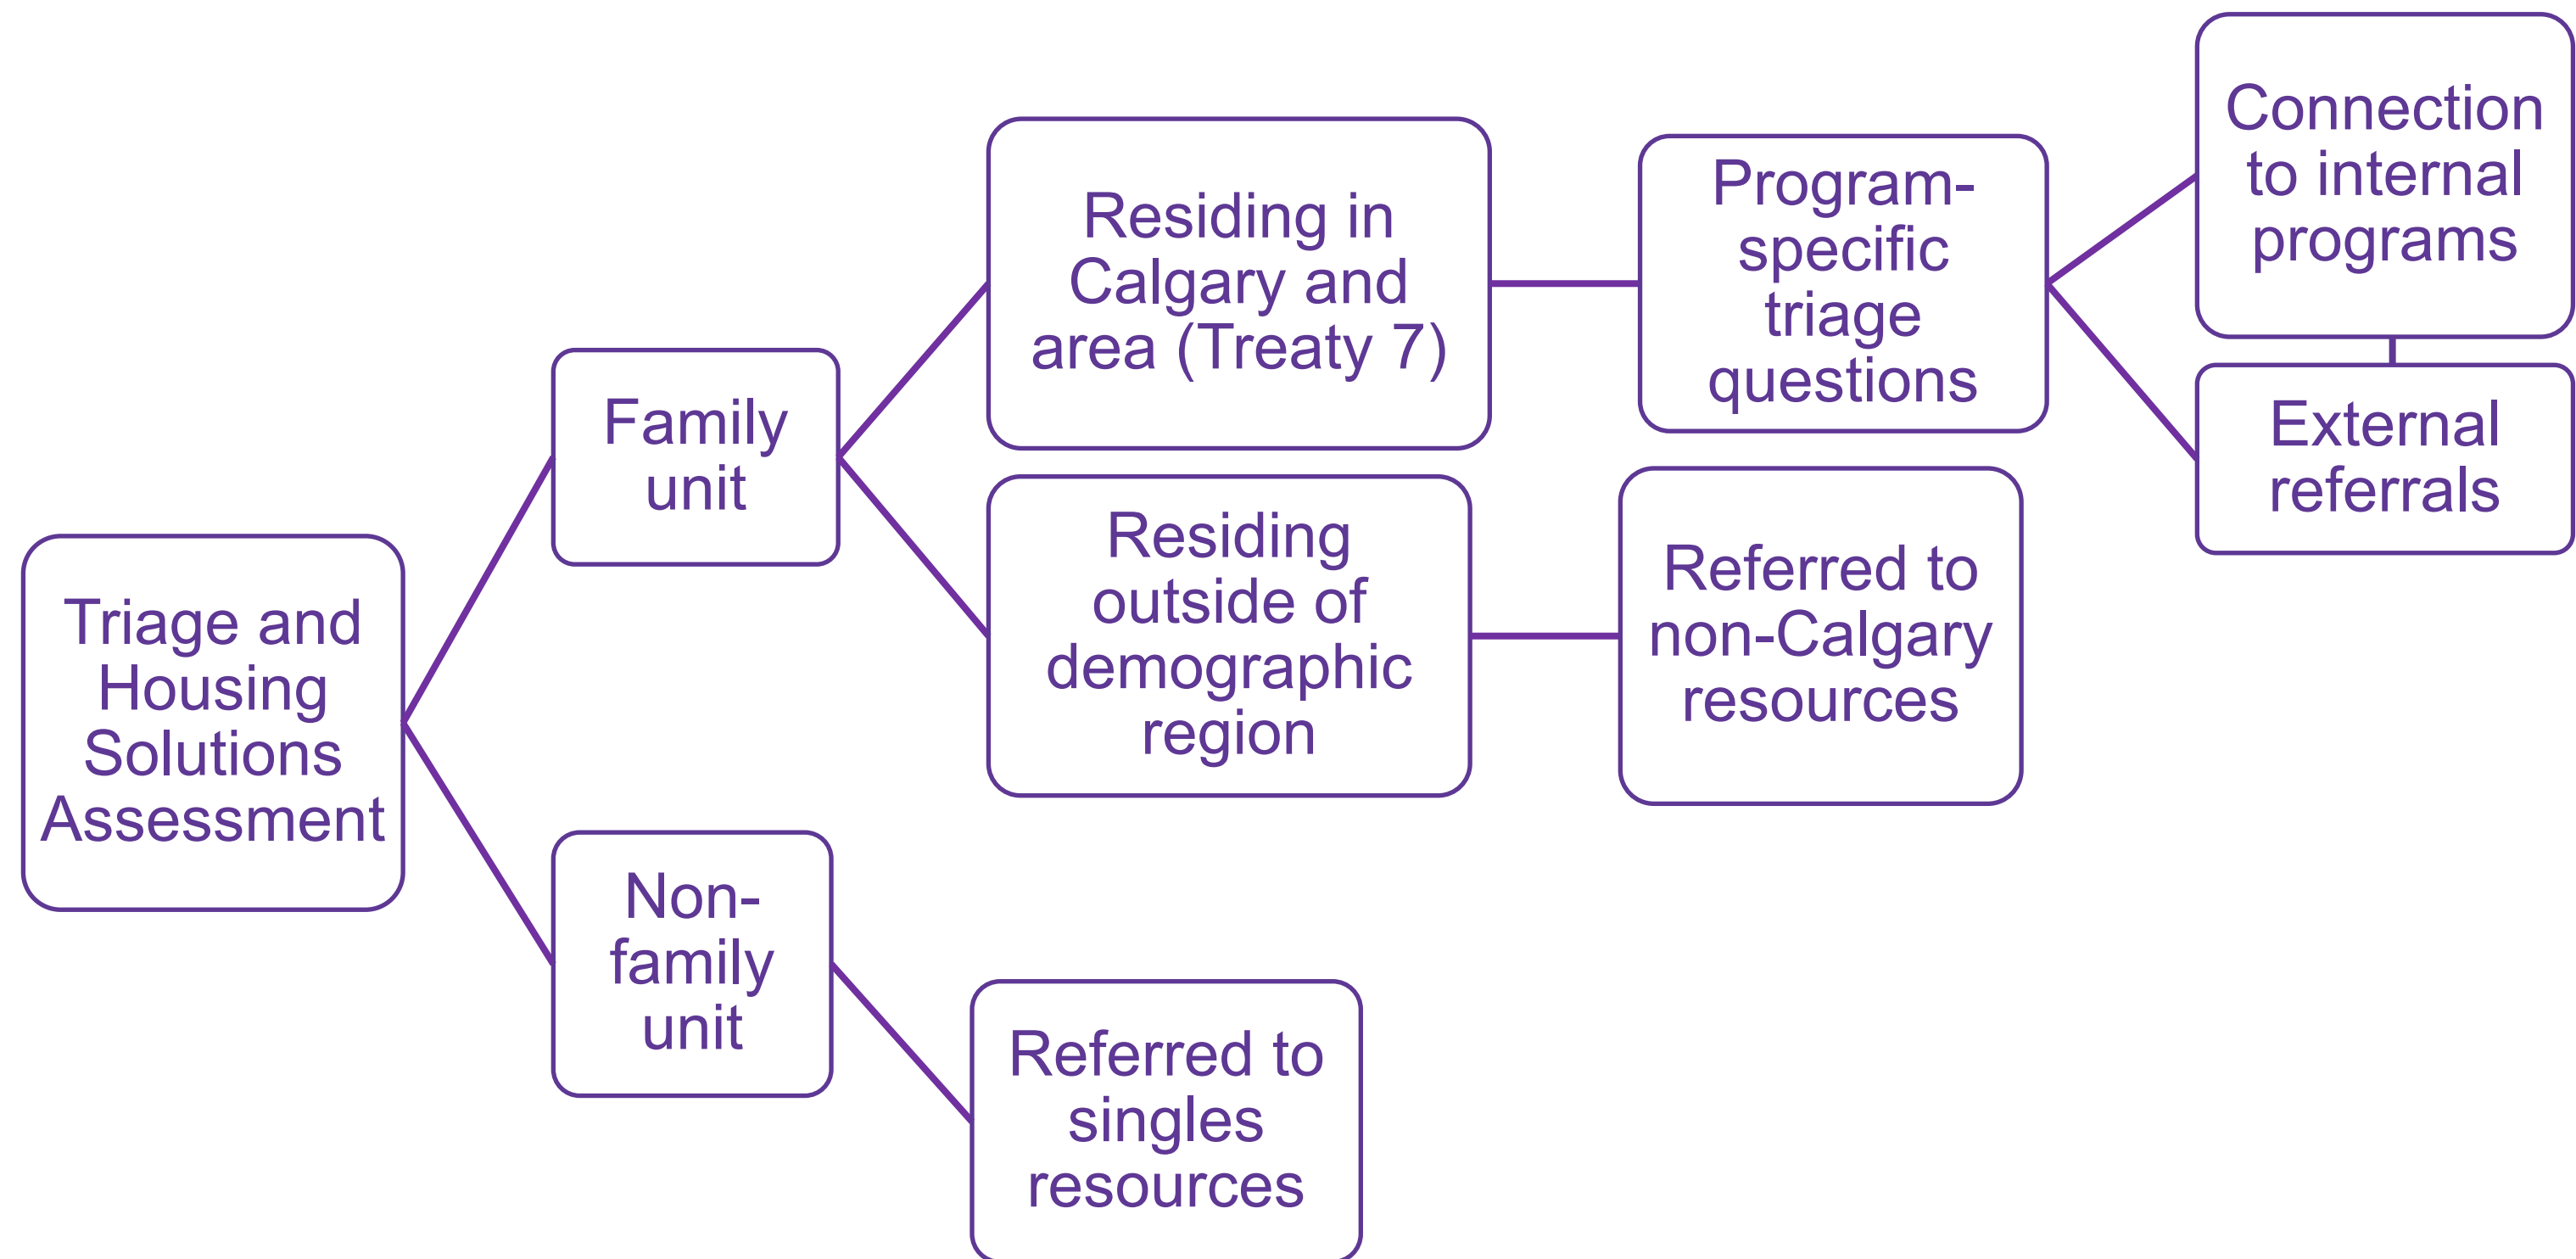 Triage and
Housing
Solutions
Assessment
Family
unit
Non-
family
unit
Residing in
Calgary and
area (Treaty 7)
Residing
outside of
demographic
region
Referred to
singles
resources
Program-
specific
triage
questions
Referred to
non-Calgary
resources
Connection
to internal
programs
External
referrals